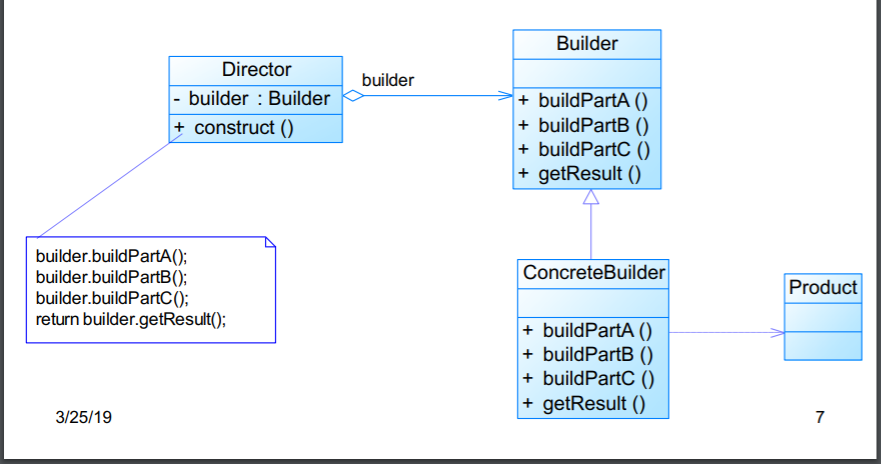 Director
- builder : Builder
+ construct ()
builder
Builder
+ buildPartA ()
+ buildPartB ()
+ buildPartC ()
+ getResult ()
builder.buildPartA();
builder.buildPartB();
builder.buildPartC();
return builder.getResult();
ConcreteBuilder
+ buildPartA ()
+ buildPartB ()
+ buildPartC ()
+ getResult ()
Product
3/25/19
7